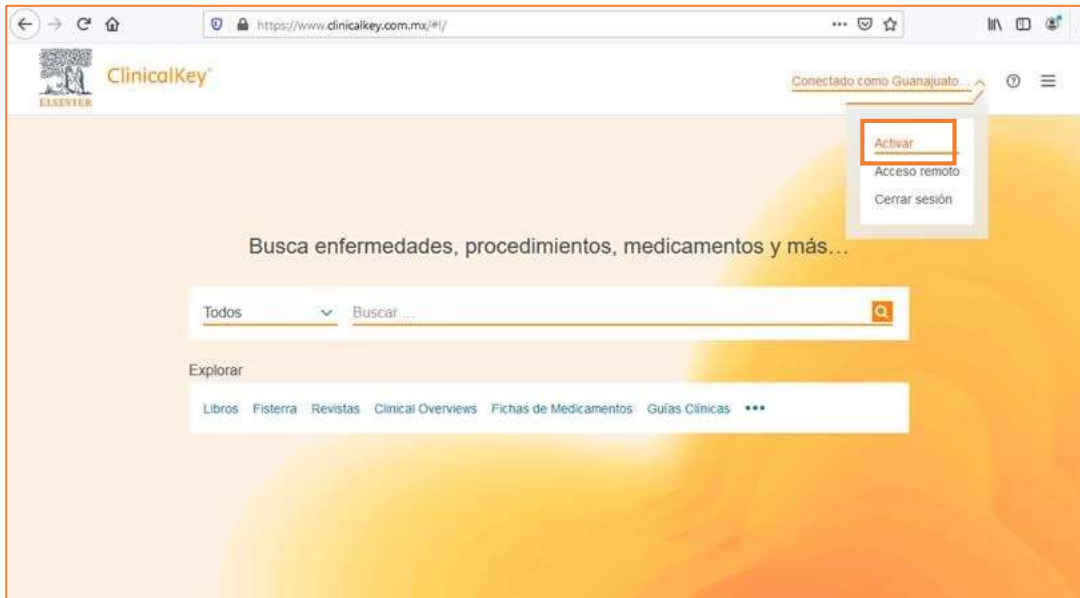 https://www.clinicalkey.com.mx/#!/
ELSEVIER
ClinicalKey®
Conectado como Guanajuato...
Activar
Acceso remoto
Cerrar sesión
Busca enfermedades, procedimientos, medicamentos y más...
Todos
Buscar ...
Explorar
Libros Fisterra Revistas Clinical Overviews Fichas de Medicamentos Guías Clínicas